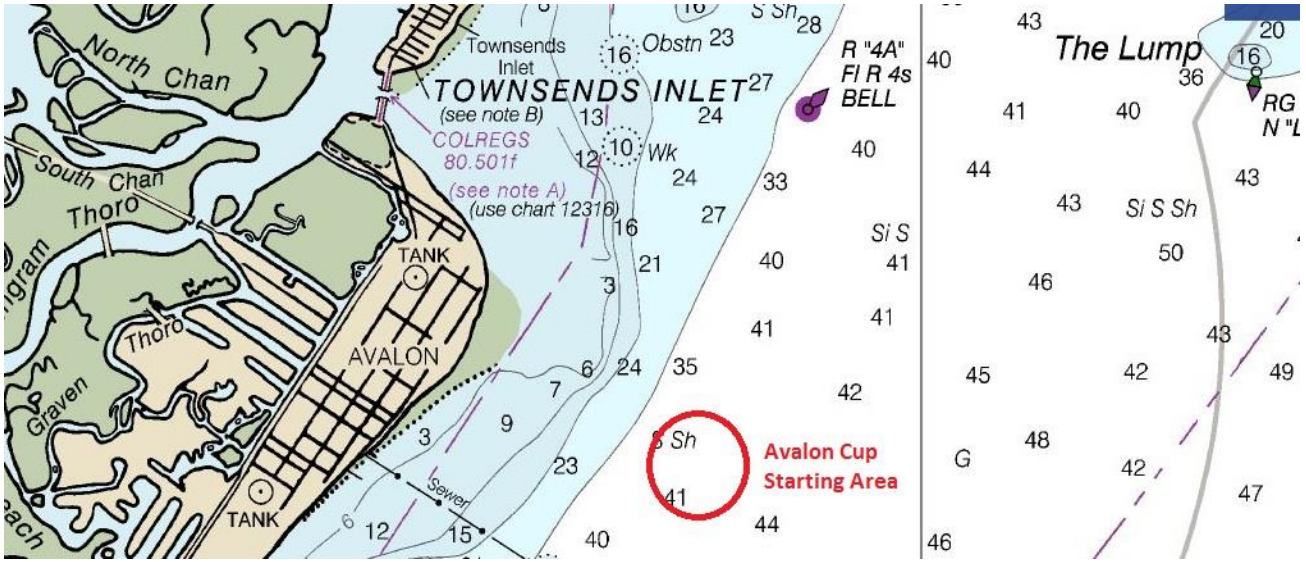 8
16
S Sh
28
43
20
North Chan
Townsends
Inlet
16
Obstn
23
R "4A"
Fl R 4s
BELL
40
The Lump
16
36
TOWNSENDS INLET
27
(see note B)
13
24
41
40
RG
N "L
COLREGS
80.501f
12
10
Wk
40
South Chan
(see note A)
24
33
44
43
43
Si S Sh
(use chart 12316)
27
Thoro
16
Si S
50
ngram
TANK
21
40
41
46
3
Thoro
41
41
43
AVALON
6
24
35
45
42
49
7
42
Graven
3
9
S Sh
Avalon Cup
Starting Area
48
G
42
23
41
47
Sewer
TANK
6
12
15
40
44
46
each